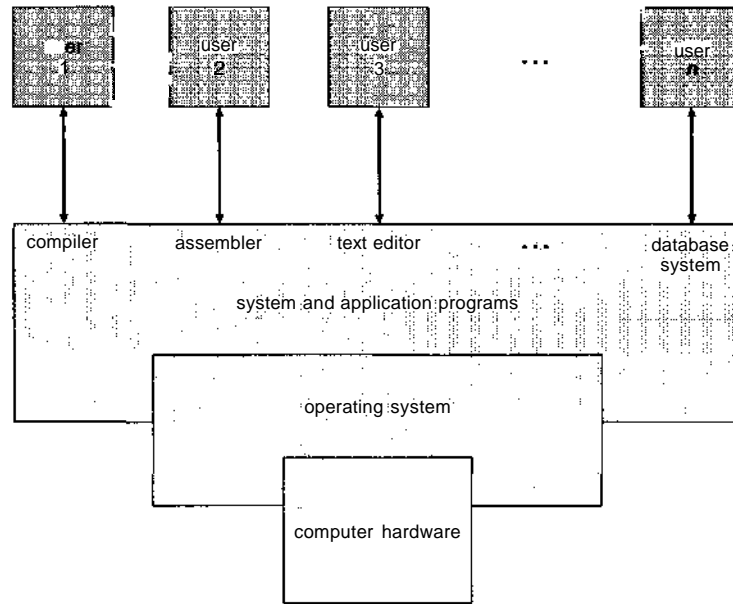 1
user
2
user
3
...
user
n
compiler
assembler
text editor
...
database
system
system and application programs
operating system
computer hardware